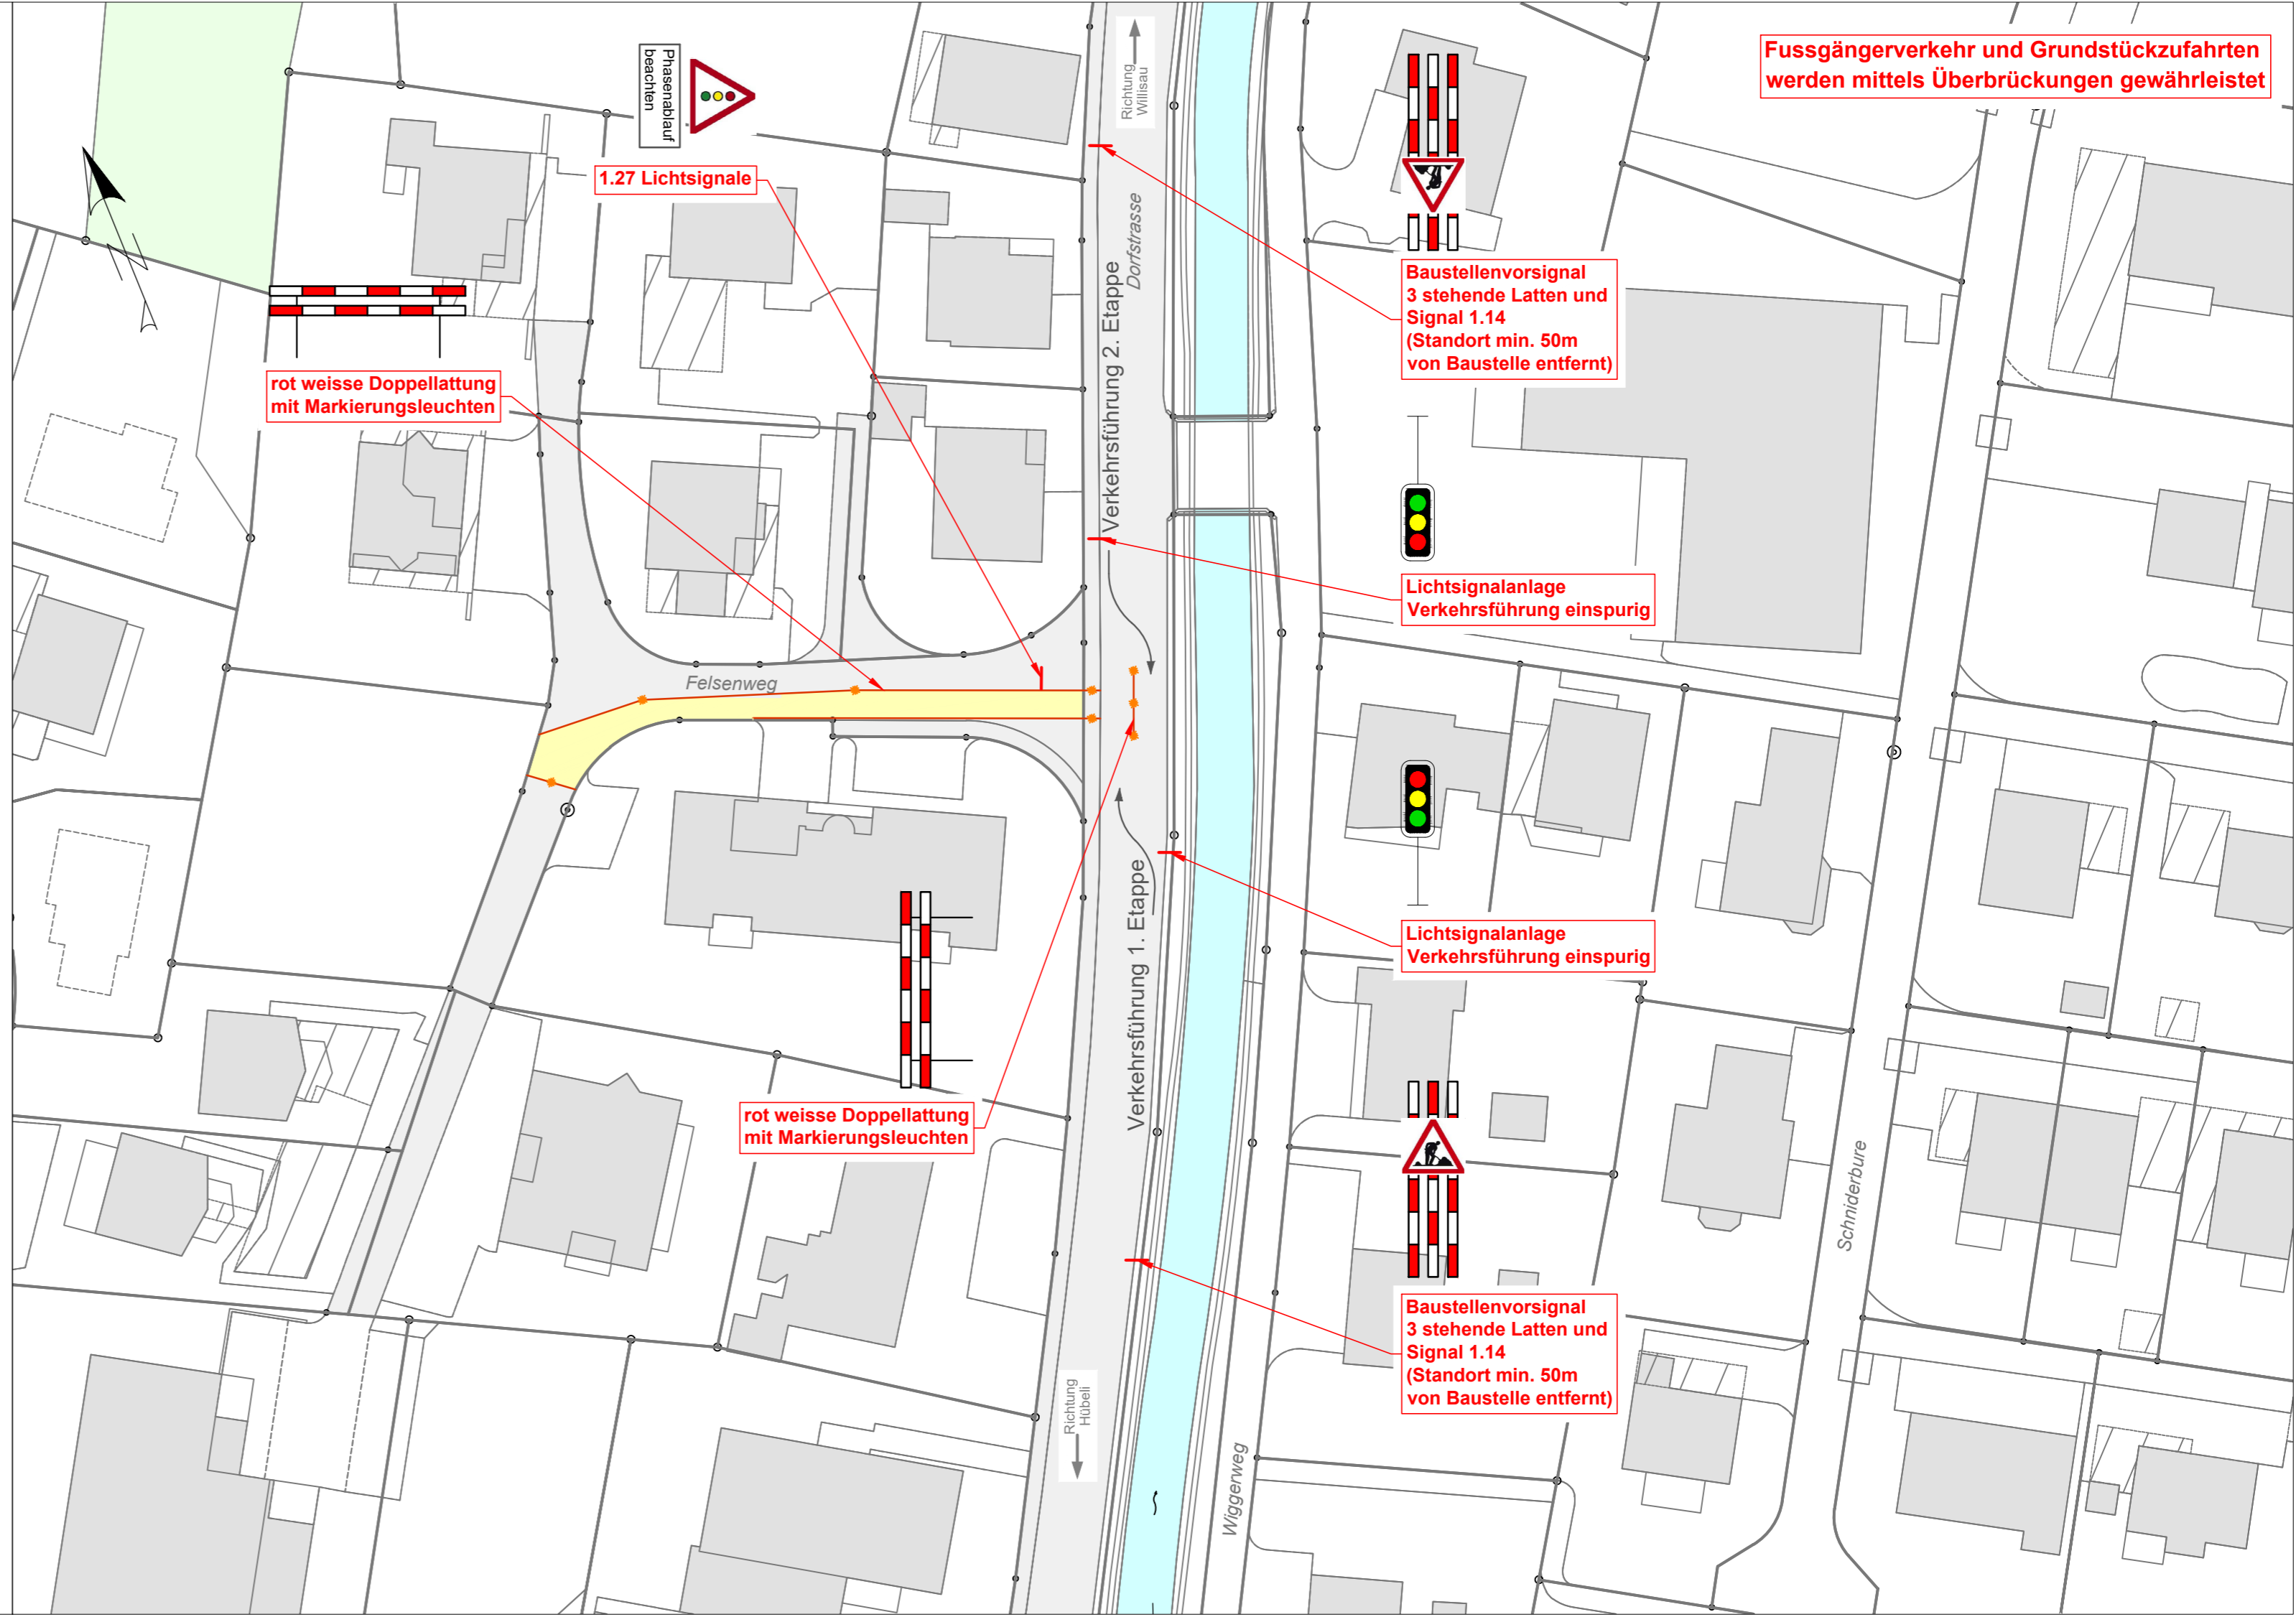 Fussgängerverkehr und Grundstückzufahrten
werden mittels Überbrückungen gewährleistet
Phasenablauf
beachten
Richtung
Willisau
1.27 Lichtsignale
Dorfstrasse
Verkehrsführung 2. Etappe
Baustellenvorsignal
3 stehende Latten und
Signal 1.14
(Standort min. 50m
von Baustelle entfernt)
rot weisse Doppellattung
mit Markierungsleuchten
Lichtsignalanlage
Verkehrsführung einspurig
Felsenweg
Verkehrsführung 1. Etappe
Lichtsignalanlage
Verkehrsführung einspurig
rot weisse Doppellattung
mit Markierungsleuchten
Schniderbure
Baustellenvorsignal
3 stehende Latten und
Signal 1.14
(Standort min. 50m
von Baustelle entfernt)
Richtung
Hübeli
Wiggerweg